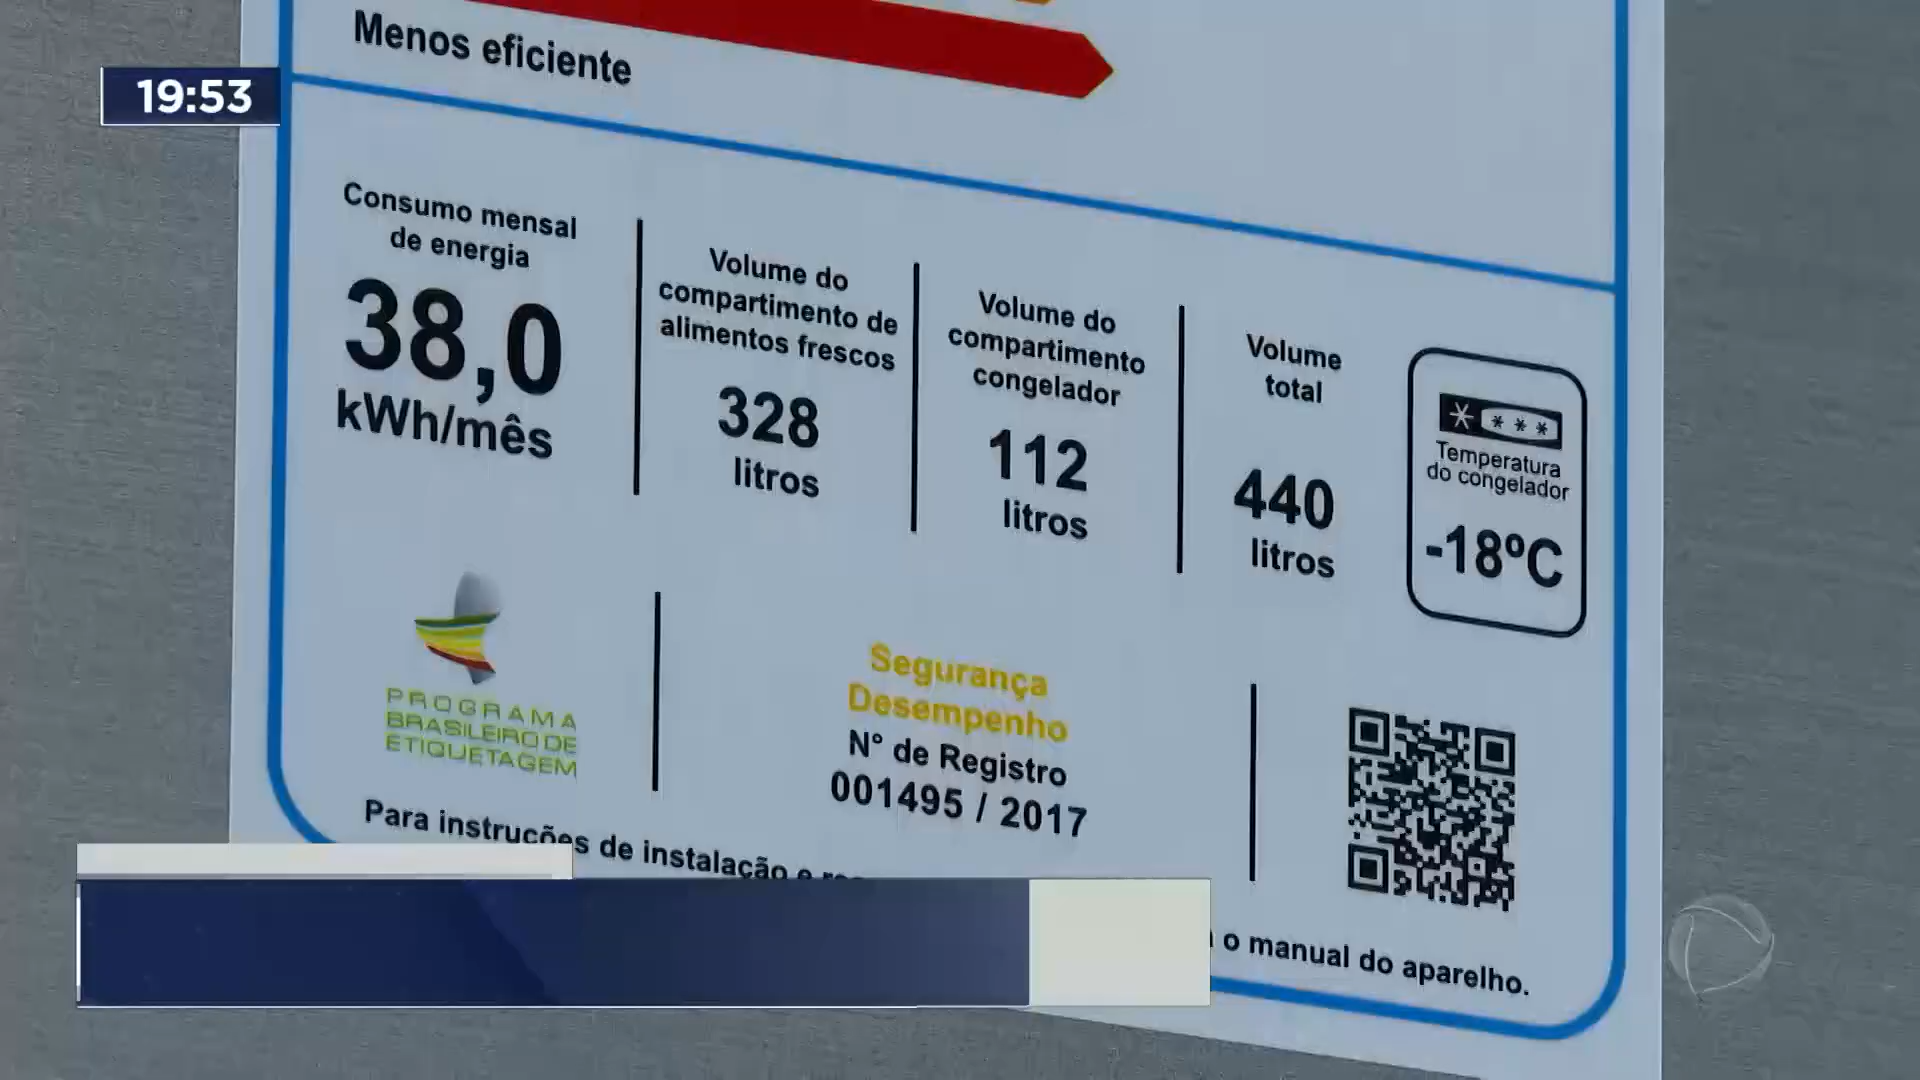 Menos eficiente
19:53
Consumo mensal
de energia
38,0
kWh/mês
Volume do
compartimento de
alimentos frescos
328
litros
Volume do
compartimento
congelador
112
litros
Volume
total
440
litros
Temperatura
do congelador
-18ºC
PROGRAMA
BRASILEIRO DE
ETIQUETAGEM
Segurança
Desempenho
N° de Registro
001495 / 2017
Para instruções de instalação e
o manual do aparelho.